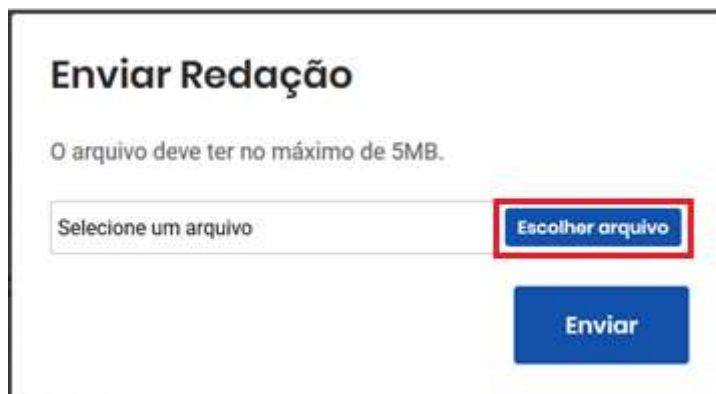 Enviar Redação
O arquivo deve ter no máximo de 5MB.
Selecione um arquivo Escolher arquivo
Enviar